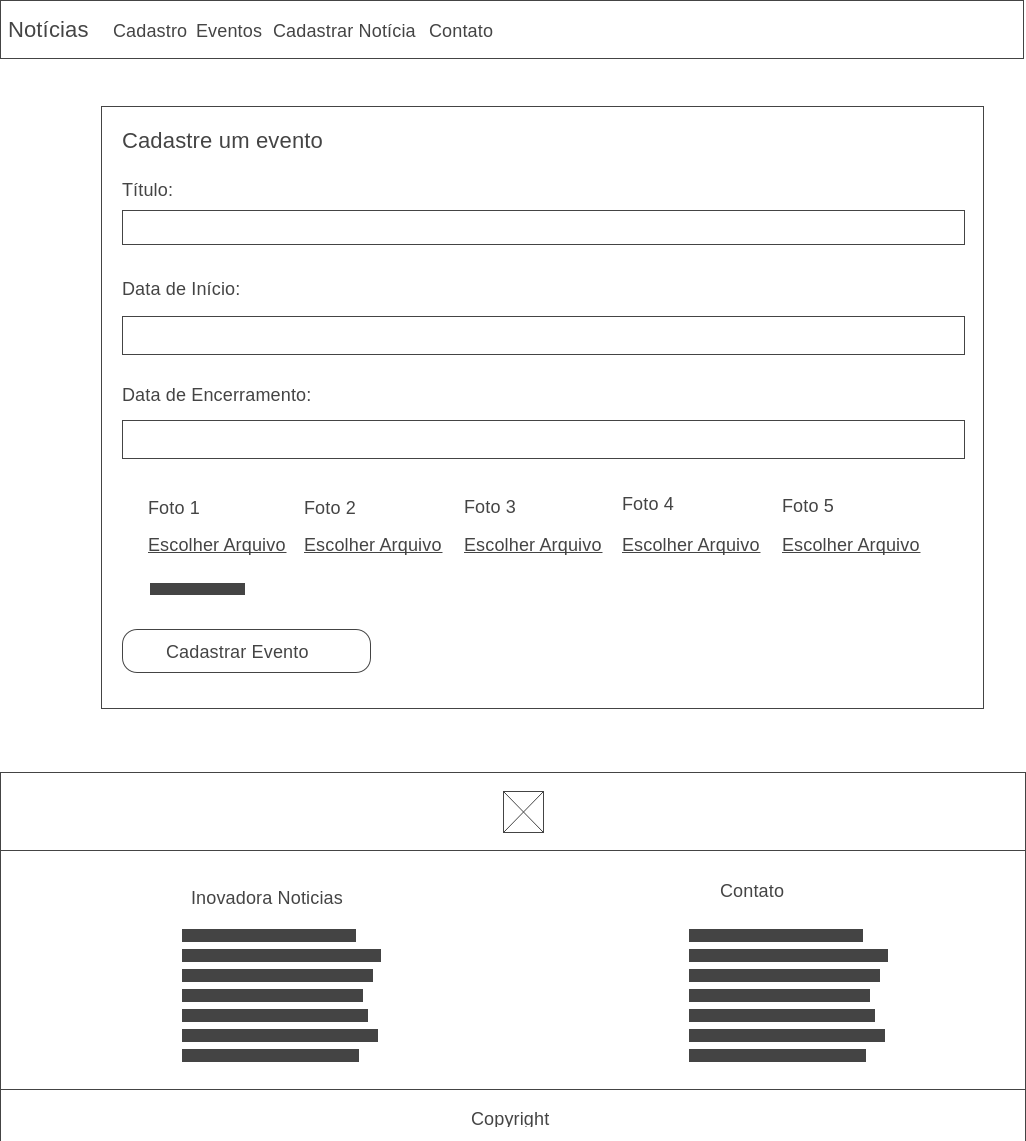 Notícias Cadastro Eventos Cadastrar Notícia Contato
Cadastre um evento
Título:
Data de Início:
Data de Encerramento:
Foto 1 Foto 2 Foto 3 Foto 4 Foto 5
Escolher Arquivo Escolher Arquivo Escolher Arquivo Escolher Arquivo Escolher Arquivo
Cadastrar Evento
Inovadora Noticias Contato
Copyright